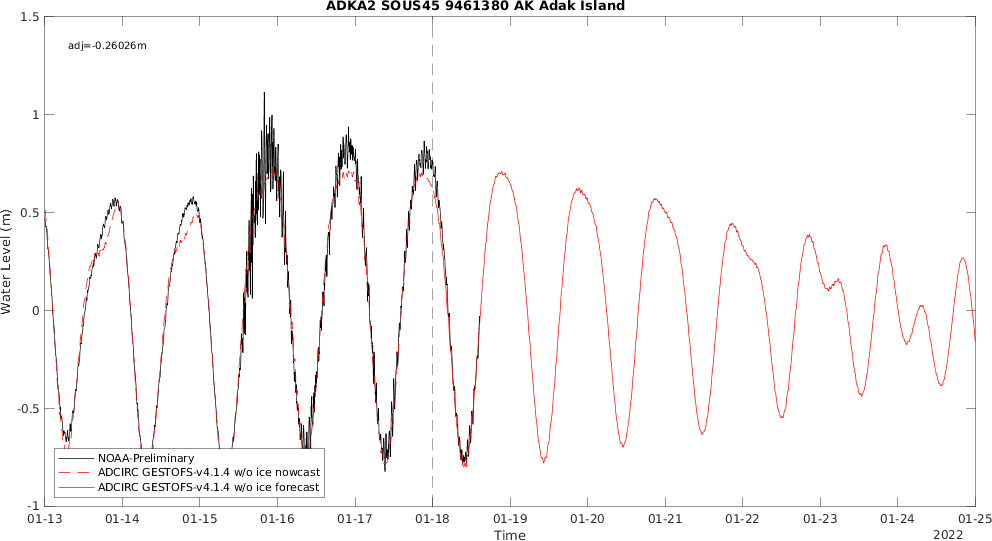 ADKA2 SOUS45 9461380 AK Adak Island
1.5
1
0.5
0
-0.5
-1
Water Level (m)
adj=-0.26026m
NOAA-Preliminary
ADCIRC GESTOFS-v4.1.4 w/o ice nowcast
ADCIRC GESTOFS-v4.1.4 w/o ice forecast
01-13 01-14 01-15 01-16 01-17 01-18 01-19 01-20 01-21 01-22 01-23 01-24 01-25
Time
2022